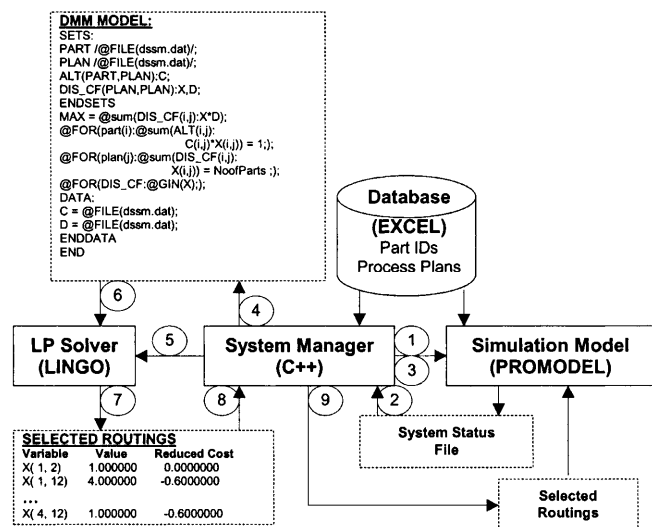 DMM MODEL:
SETS:
PART /@FILE(dssm.dat)/;
PLAN /@FILE(dssm.dat)/;
ALT(PART,PLAN):C;
DIS_CF(PLAN,PLAN):X,D;
ENDSETS
MAX = @sum(DIS_CF(i,j):X*D);
@FOR(part(i):@sum(ALT(i,j):
C(i,j)*X(i,j)) = 1;);
@FOR(plan(j):@sum(DIS_CF(i,j):
X(i,j)) = NoofParts ;);
@FOR(DIS_CF:@GIN(X););
DATA:
C = @FILE(dssm.dat);
D = @FILE(dssm.dat);
ENDDATA
END
Database
(EXCEL)
Part IDs
Process Plans
6
4
LP Solver
(LINGO)
5
System Manager
(C++)
1
3
Simulation Model
(PROMODEL)
7
8
9
2
SELECTED ROUTINGS
Variable Value Reduced Cost
X( 1, 2) 1.000000 0.0000000
X( 1, 12) 4.000000 -0.6000000
...
X( 4, 12) 1.000000 -0.6000000
System Status
File
Selected
Routings